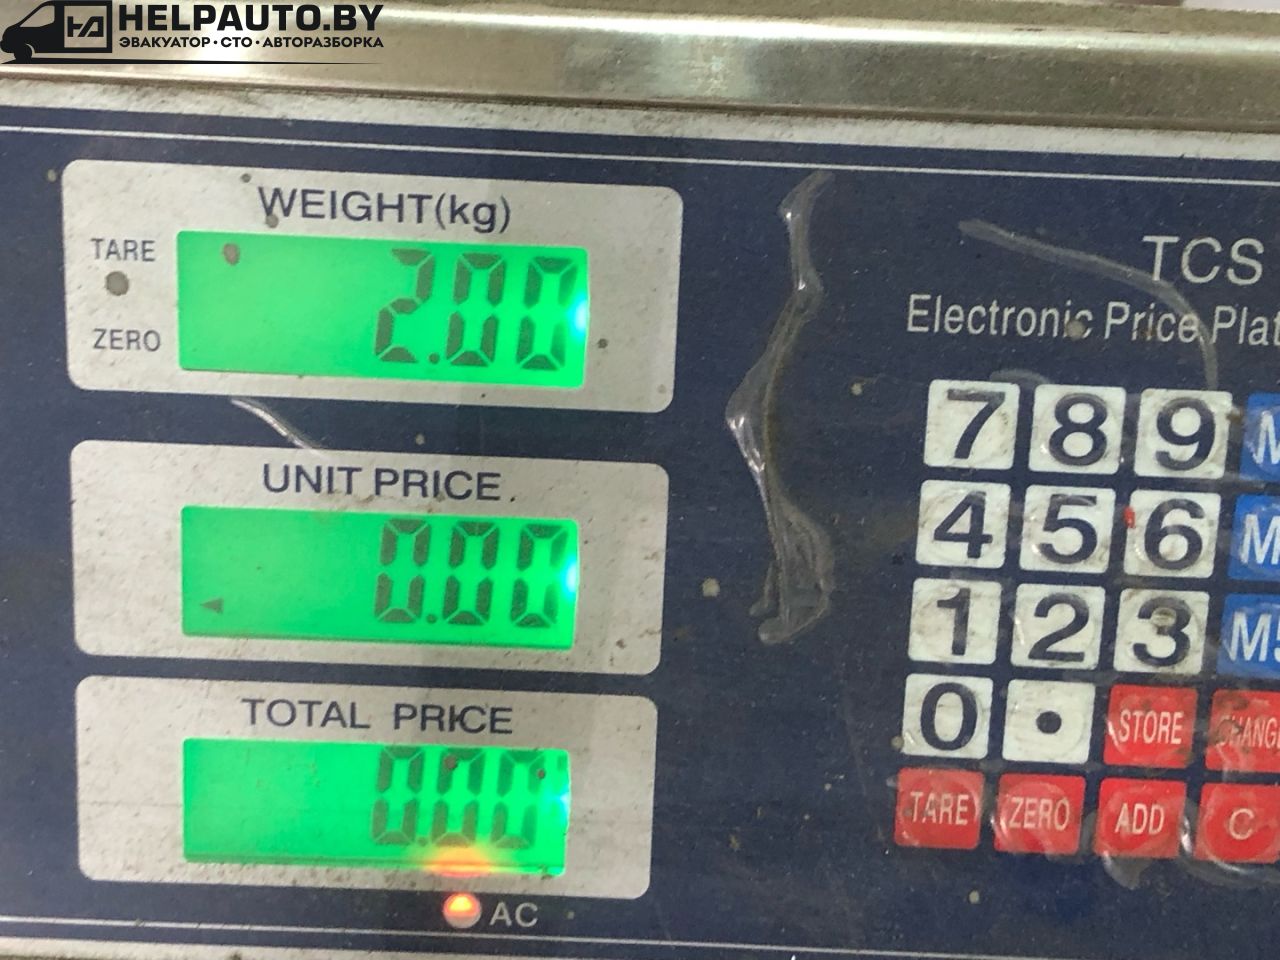 HELPAUTO.BY
ЭВАКУАТОР·СТО·АВТОРАЗБОРКА
WEIGHT(kg)
TARE
ZERO
2.00
TCS
Electronic Price
UNIT PRICE
0.00
TOTAL PRICE
0.00
AC
7 8 9
4 5 6
1 2 3
0 • STORE
TARE ZERO ADD C